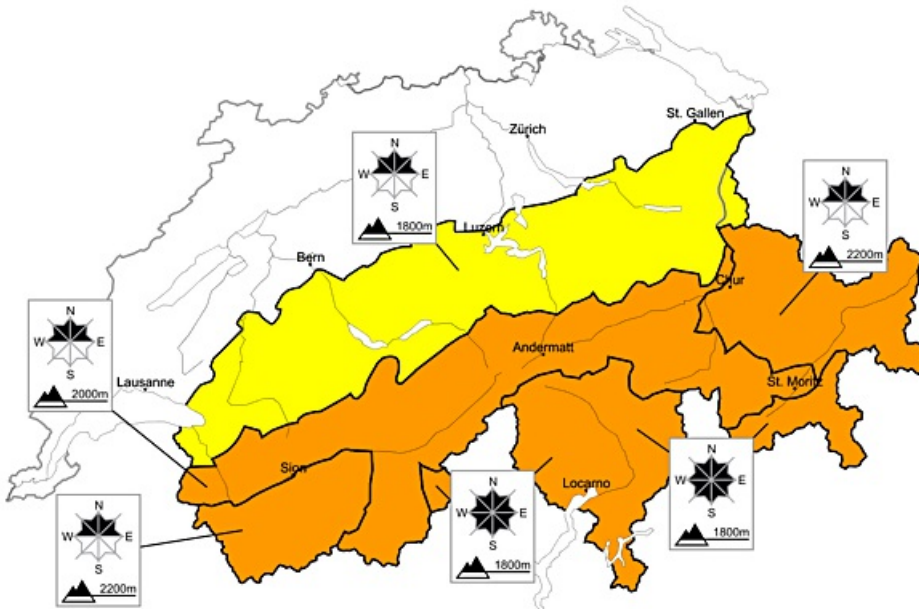 St. Gallen
Zürich
N
W E
S
1800m
Luzern
N
W E
S
2200m
Bern
Chur
N
W E
S
2000m
Lausanne
Andermatt
St. Moritz
Sion
Locarno
N
W E
S
1800m
N
W E
S
1800m
N
W E
S
2200m